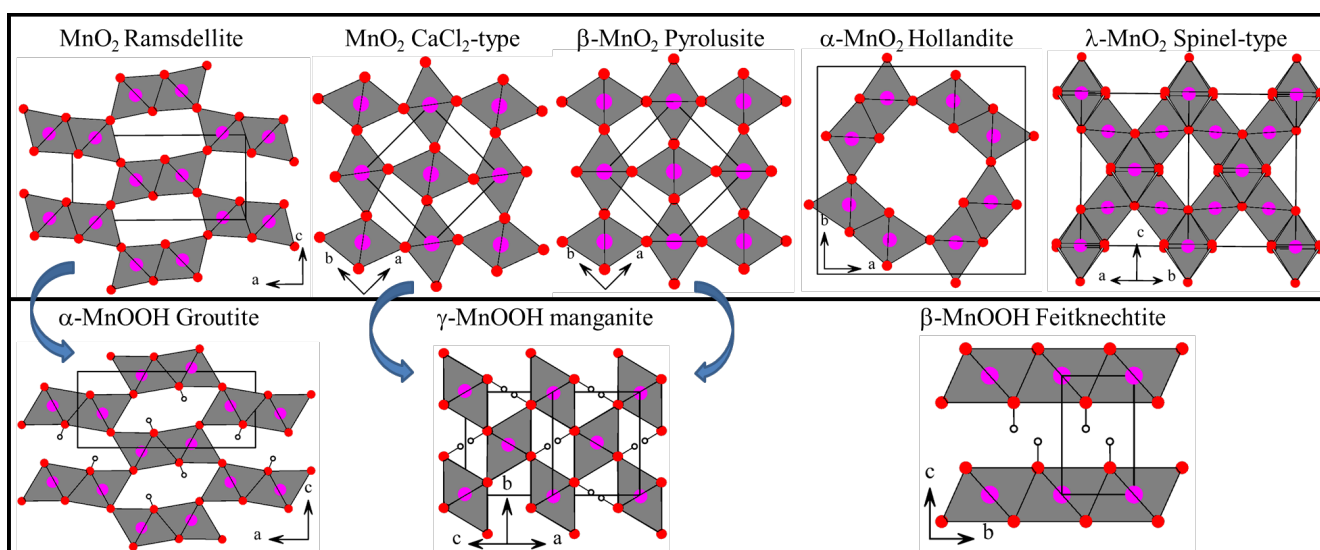 MnO₂ Ramsdellite
MnO₂ CaCl₂-type
β-MnO₂ Pyrolusite
α-MnO₂ Hollandite
λ-MnO₂ Spinel-type
c
a
b
a
b
a
b
a
c
a
b
α-MnOOH Groutite
γ-MnOOH manganite
β-MnOOH Feitknechtite
c
a
b
c
a
c
b